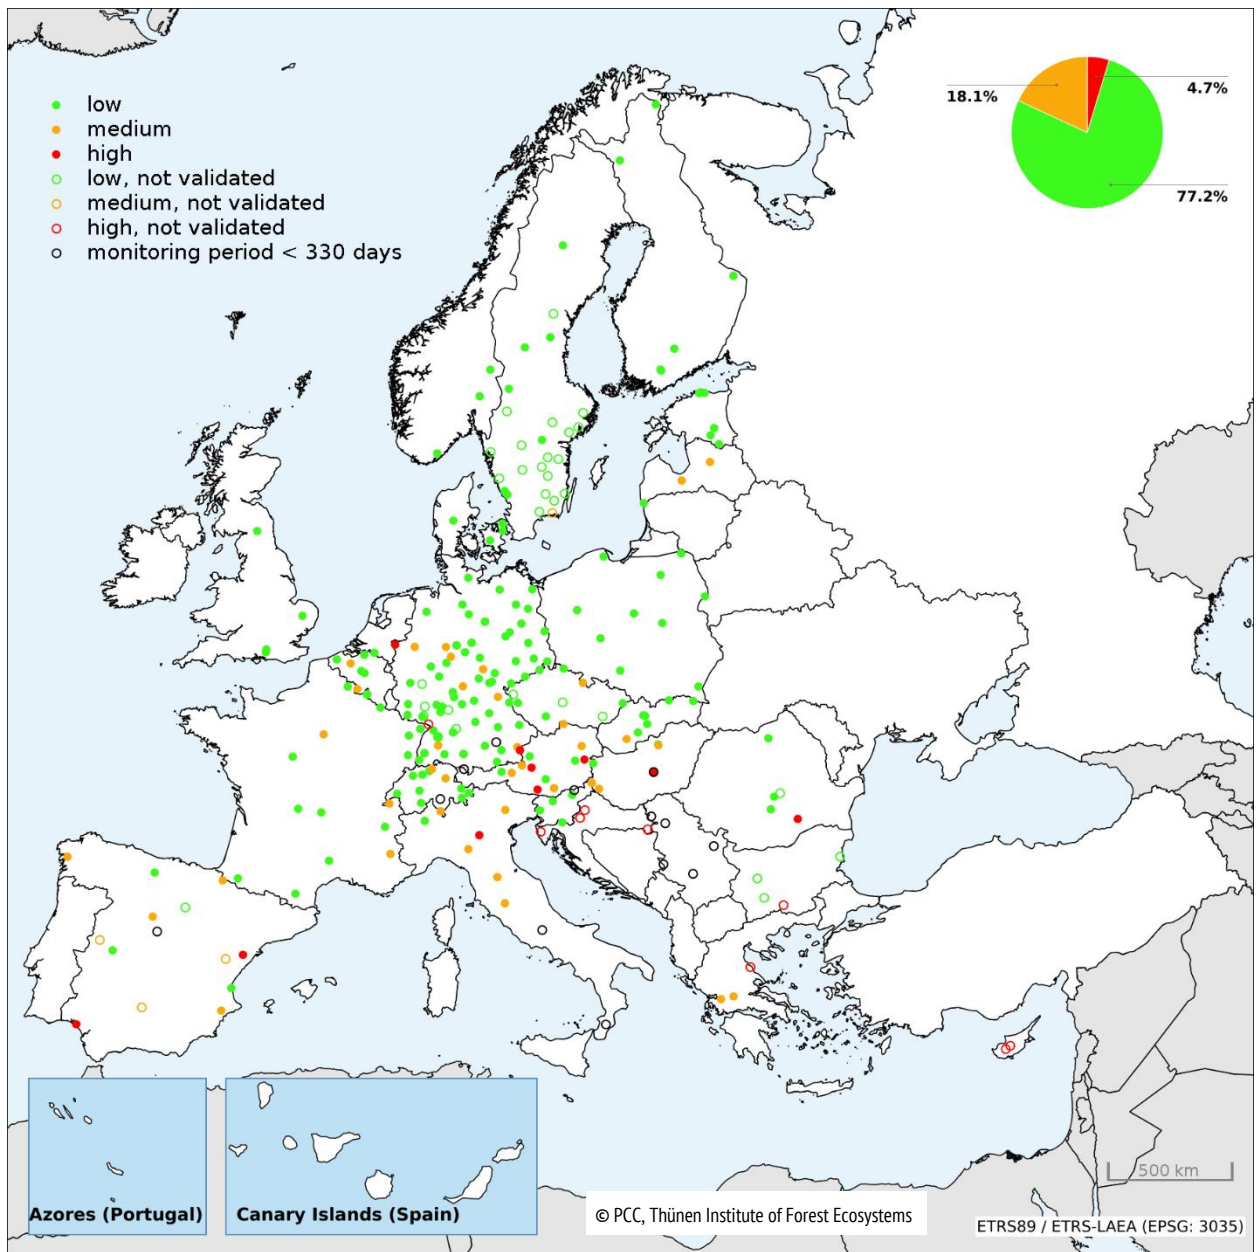 low
medium
high
low, not validated
medium, not validated
high, not validated
monitoring period < 330 days
18.1%
4.7%
77.2%
Azores (Portugal)
Canary Islands (Spain)
© PCC, Thünen Institute of Forest Ecosystems
500 km
ETRS89 / ETRS-LAEA (EPSG: 3035)